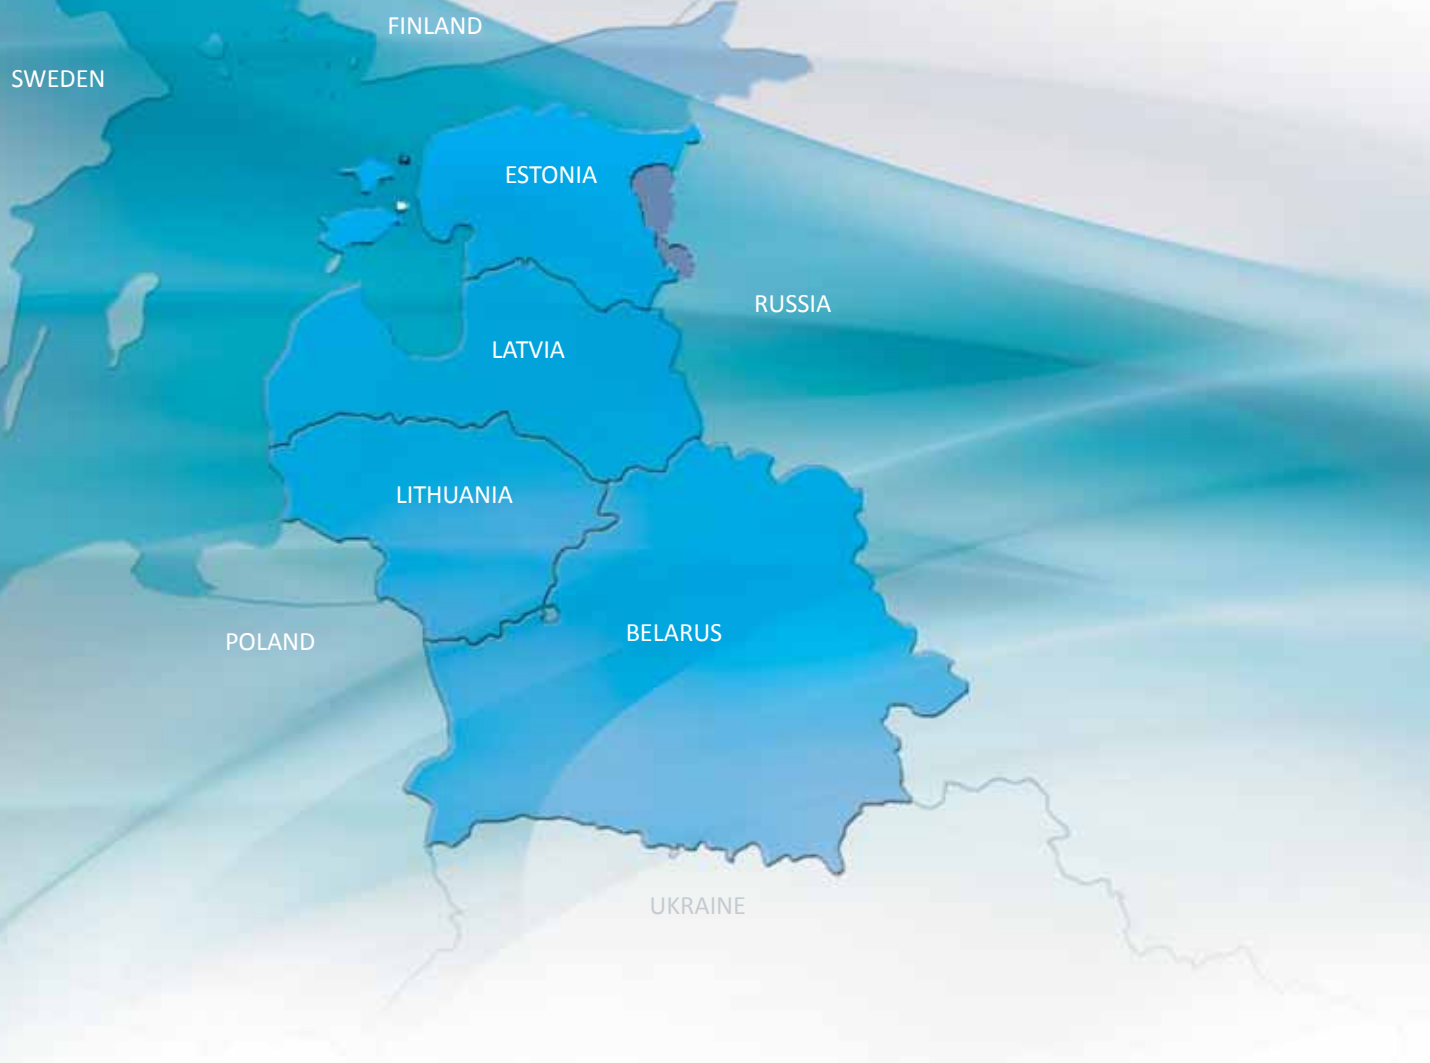 FINLAND
SWEDEN
ESTONIA
RUSSIA
LATVIA
LITHUANIA
BELARUS
POLAND
UKRAINE